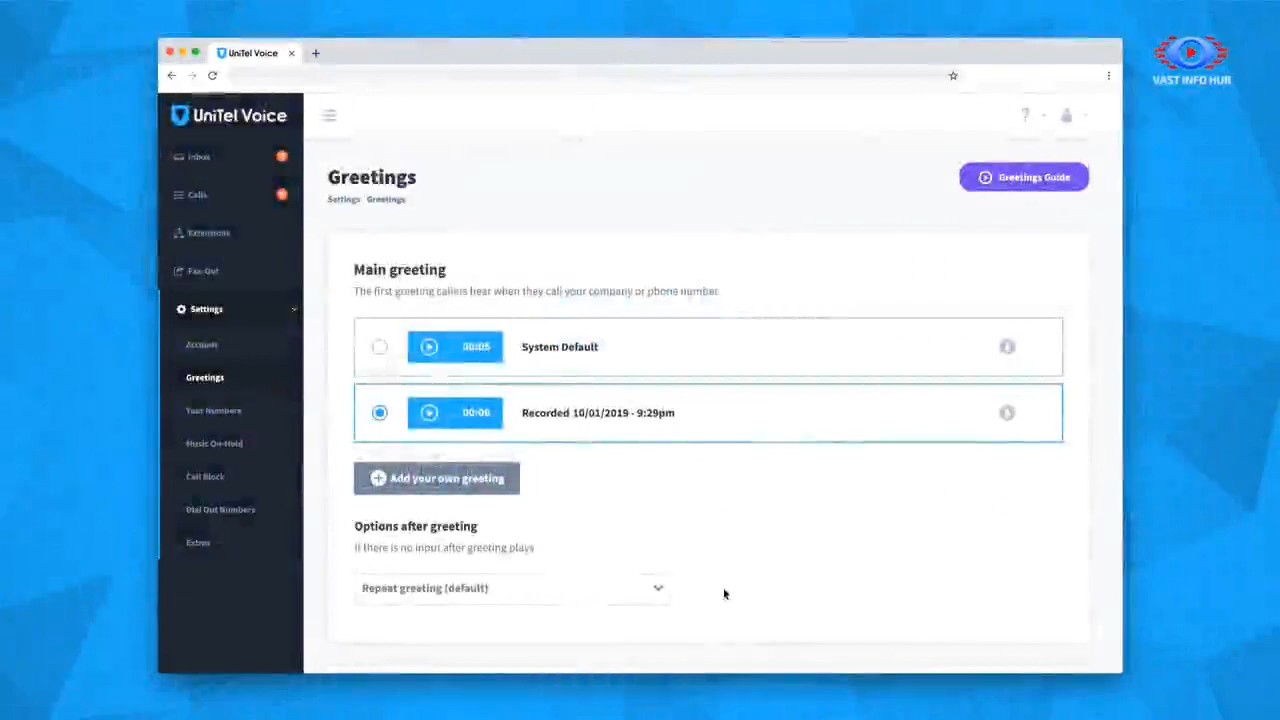 UniTel Voice
VAST INFO HUB
UniTel Voice
Inbox
Calls
Extensions
Fax-Out
Settings
Account
Greetings
Your Numbers
Music On-Hold
Call Block
Dial Out Numbers
Extras
?
Greetings
Greetings Guide
Settings Greetings
Main greeting
The first greeting callers hear when they call your company or phone number
00:05 System Default
00:06 Recorded 10/01/2019 - 9:29pm
Add your own greeting
Options after greeting
If there is no input after greeting plays
Repeat greeting (default)